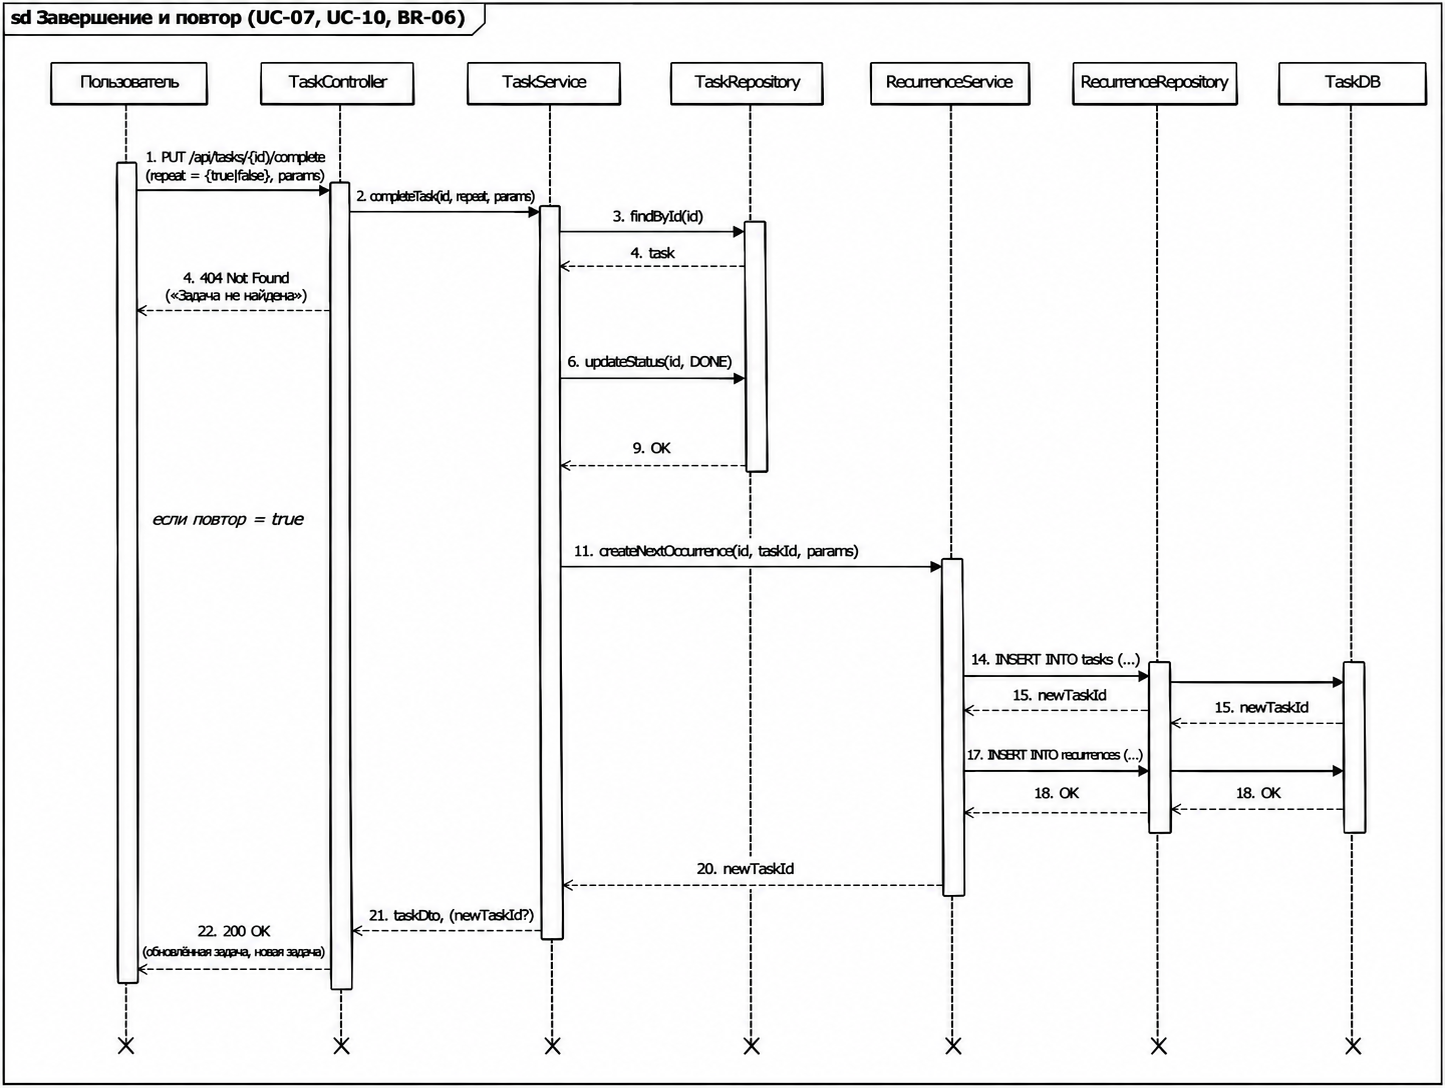 sd Завершение и повтор (UC-07, UC-10, BR-06)
Пользователь
TaskController
TaskService
TaskRepository
RecurrenceService
RecurrenceRepository
TaskDB
1. PUT /api/tasks/{id)/complete
(repeat = {true|false}, params)
2. completeTask(id, repeat, params)
3. findById(id)
4. task
4. 404 Not Found
(«Задача не найдена»)
6. updateStatus(id, DONE)
9. OK
если повтор = true
11. createNextOccurrence(id, taskId, params)
14. INSERT INTO tasks (...)
15. newTaskId
15. newTaskId
17. INSERT INTO recurrences (...)
18. OK
18. OK
20. newTaskId
21. taskDto, (newTaskId?)
22. 200 OK
(обновлённая задача, новая задача)